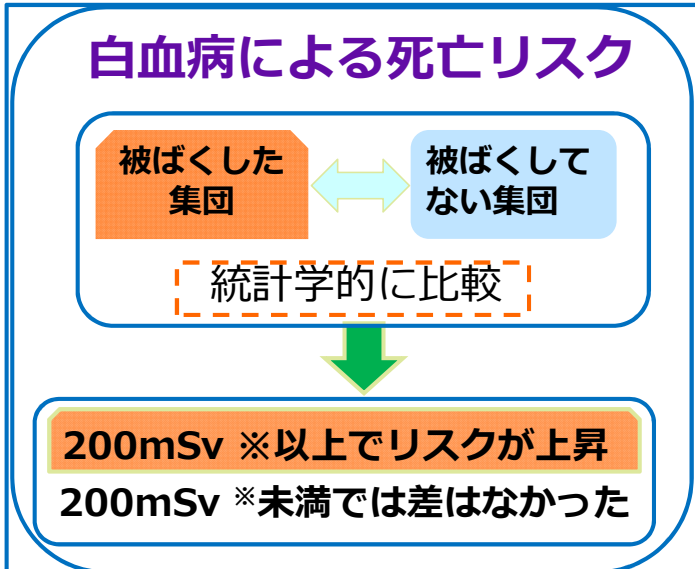 白血病による死亡リスク
被ばくした
集団
被ばくして
ない集団
統計学的に比較
200mSv ※以上でリスクが上昇
200mSv ※未満では差はなかった